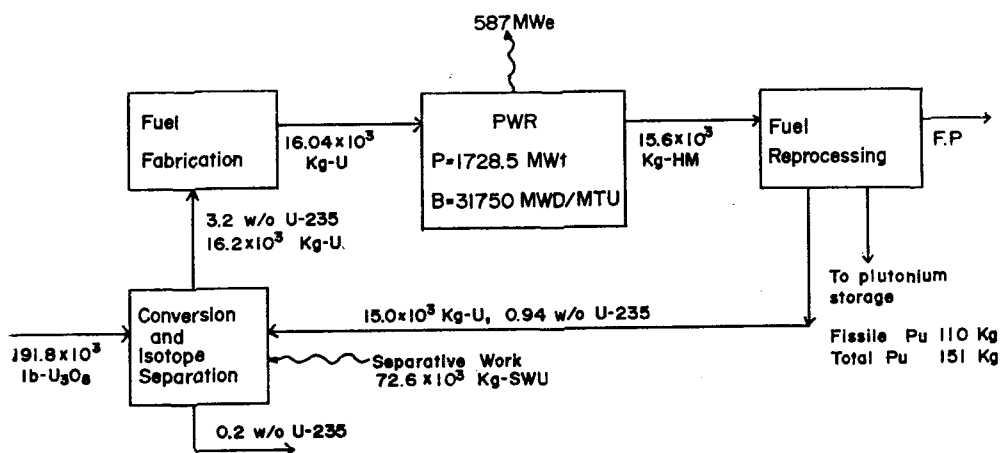 587 MWe
Fuel
Fabrication
16.04×10³
Kg-U
PWR
P=1728.5 MWt
B=31750 MWD/MTU
15.6×10³
Kg-HM
Fuel
Reprocessing
F.P
3.2 w/o U-235
16.2×10³ Kg-U.
To plutonium
storage
Fissile Pu 110 Kg
Total Pu 151 Kg
Conversion
and
Isotope
Separation
15.0×10³ Kg-U, 0.94 w/o U-235
191.8×10³
lb-U₃O₈
Separative Work
72.6 ×10³ Kg-SWU
0.2 w/o U-235